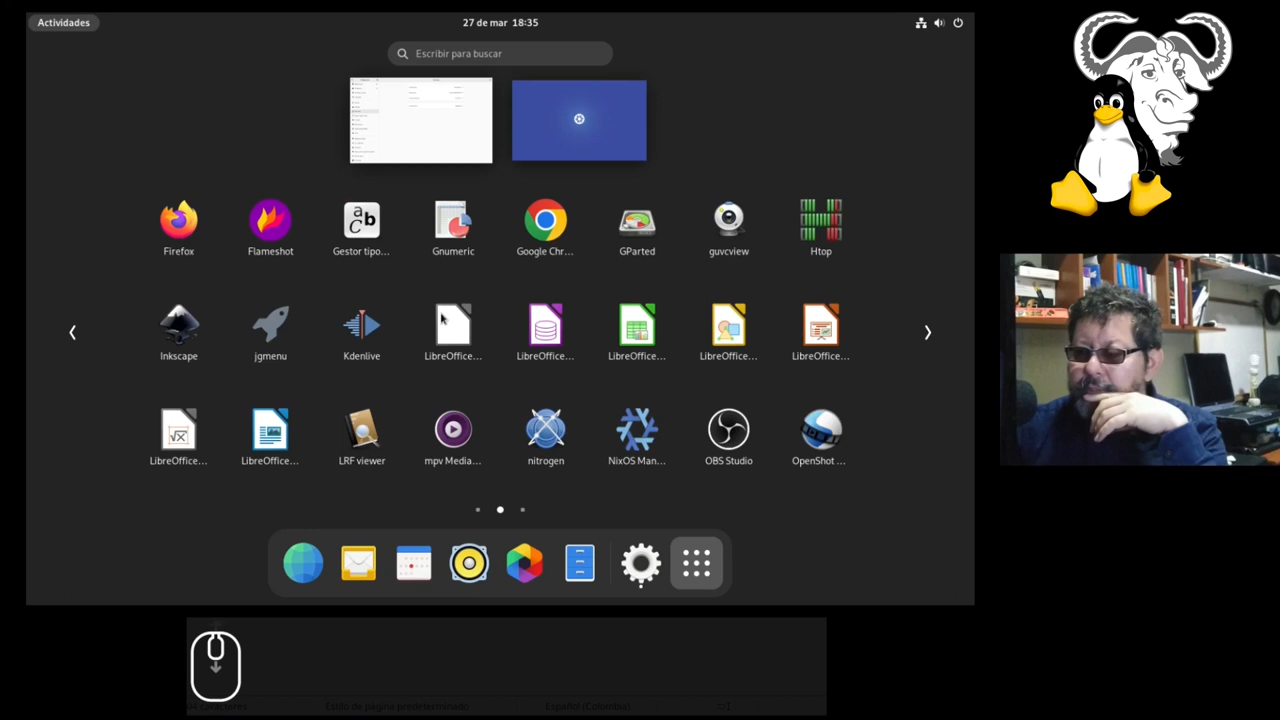 Actividades
27 de mar 18:35
Escribir para buscar
Firefox
Flameshot
Gestor tipo...
Gnumeric
Google Chr...
GParted
guvcview
Htop
Inkscape
jgmenu
Kdenlive
LibreOffice...
LibreOffice...
LibreOffice...
LibreOffice...
LibreOffice...
LibreOffice...
LibreOffice...
LRF viewer
mpv Media...
nitrogen
NixOS Man...
OBS Studio
OpenShot ...
caracteres
Estilo de página predeterminado
Español (Colombia)